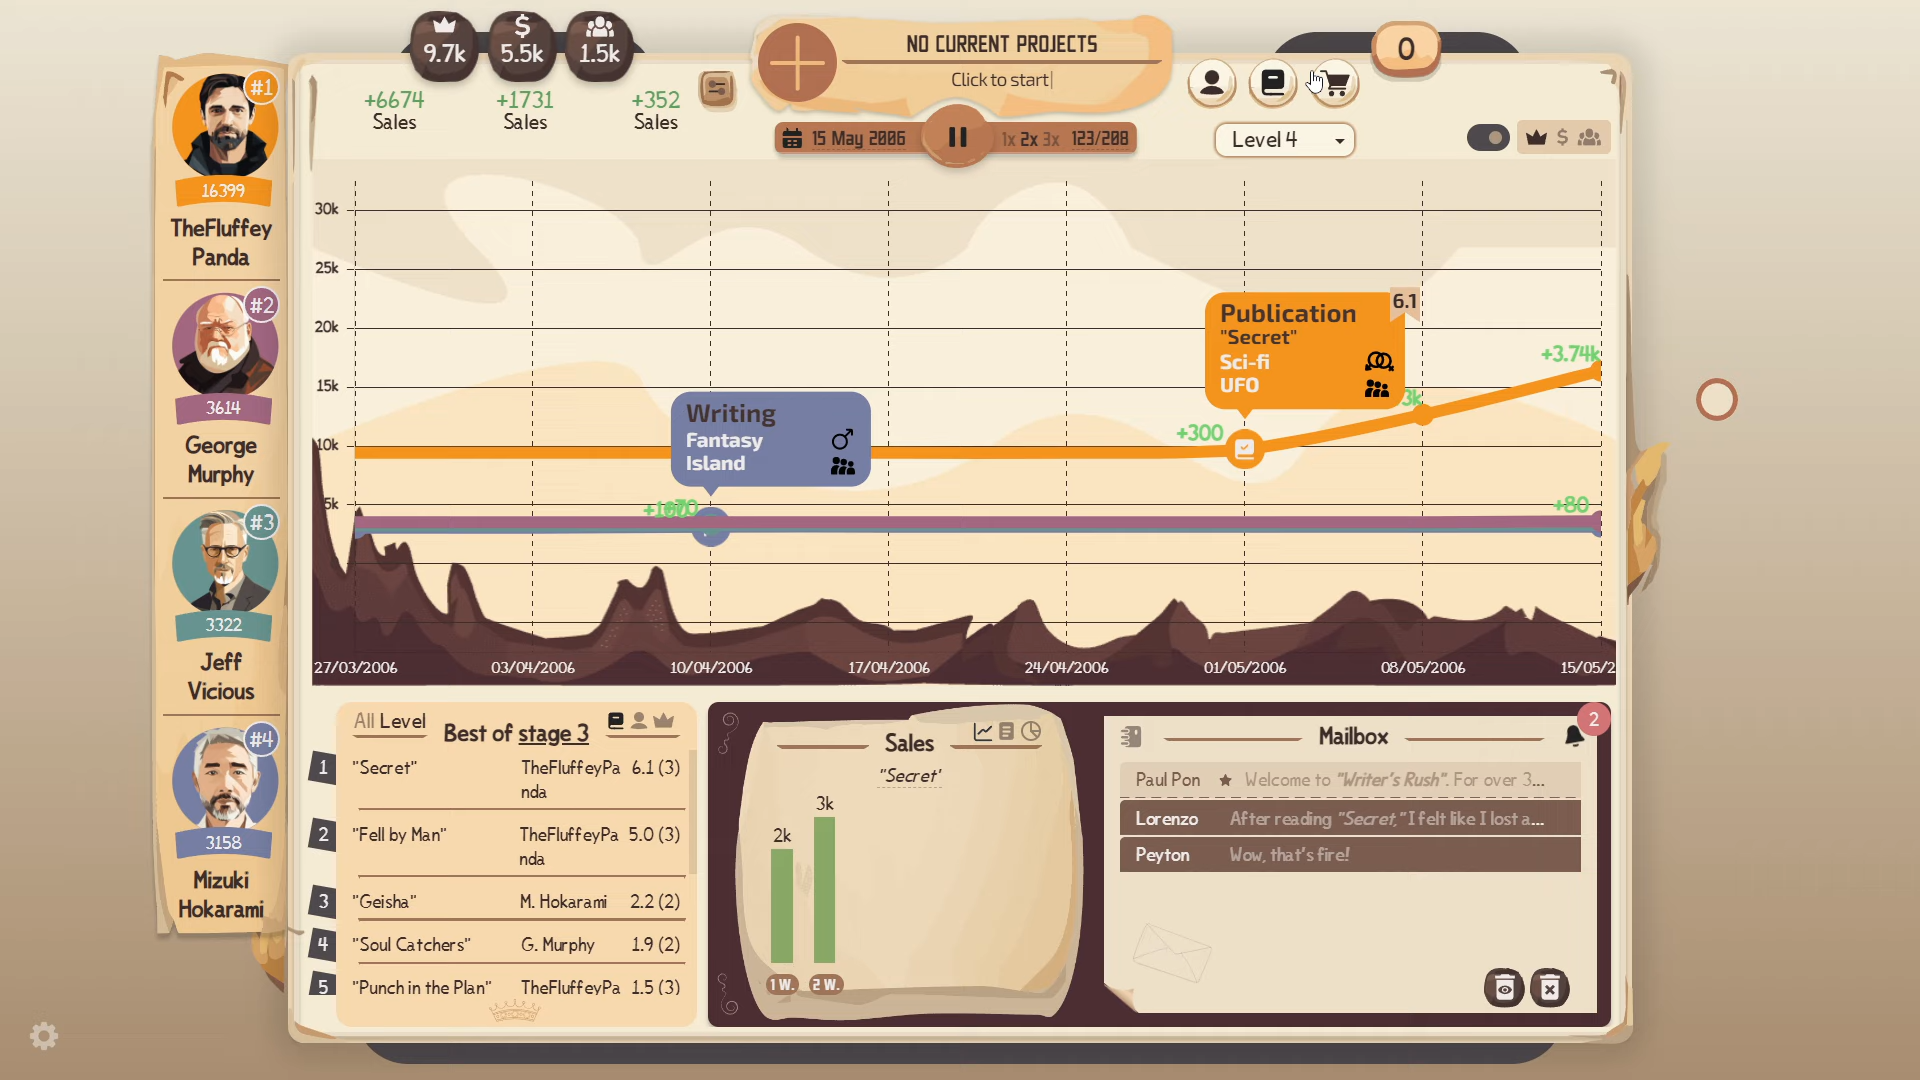 9.7k
5.5k
1.5k
NO CURRENT PROJECTS
Click to start
0
+6674
Sales
+1731
Sales
+352
Sales
15 May 2006
1x 2x 3x
123/208
Level 4
#1
16399
TheFluffey
Panda
#2
3614
George
Murphy
#3
3322
Jeff
Vicious
#4
3158
Mizuki
Hokarami
30k
25k
20k
15k
10k
5k
Writing
Fantasy
Island
Publication
6.1
"Secret"
Sci-fi
UFO
+300
3k
+3.74k
+80
27/03/2006
03/04/2006
10/04/2006
17/04/2006
24/04/2006
01/05/2006
08/05/2006
15/05/2
All Level
Best of stage 3
1 "Secret" TheFluffeyPa 6.1 (3)
nda
2 "Fell by Man" TheFluffeyPa 5.0 (3)
nda
3 "Geisha" M. Hokarami 2.2 (2)
4 "Soul Catchers" G. Murphy 1.9 (2)
5 "Punch in the Plan" TheFluffeyPa 1.5 (3)
Sales
"Secret'
2k
3k
1 W.
2 W.
Mailbox
2
Paul Pon ★ Welcome to "Writer's Rush". For over 3...
Lorenzo After reading "Secret," I felt like I lost a...
Peyton Wow, that's fire!